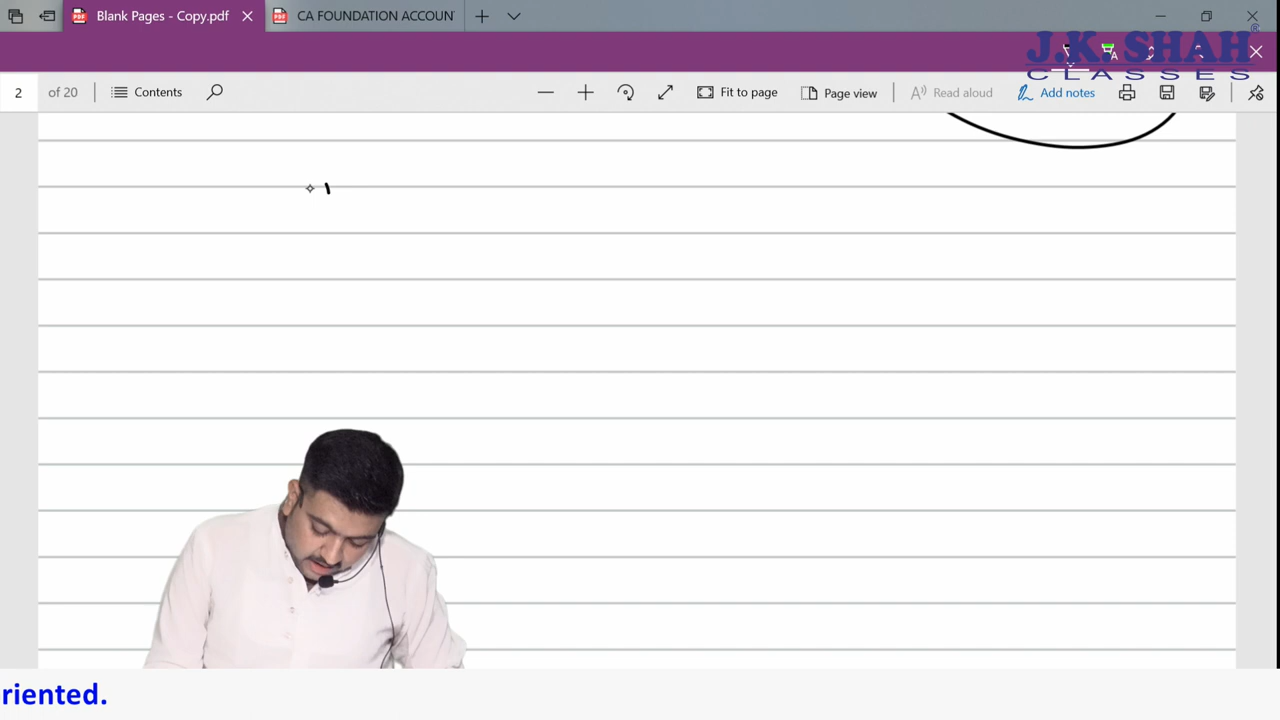 Blank Pages - Copy.pdf
CA FOUNDATION ACCOUN
J.K. SHAH®
CLASSES
2 of 20
Contents
Fit to page
Page view
Read aloud
Add notes
riented.